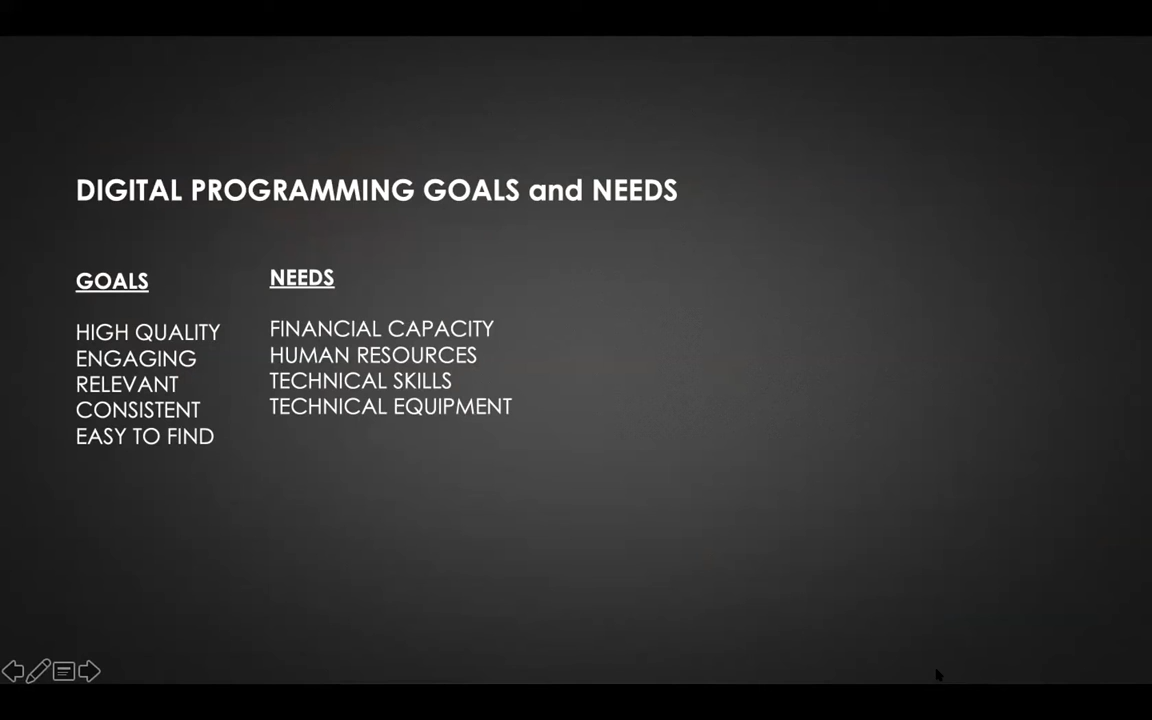 DIGITAL PROGRAMMING GOALS and NEEDS
GOALS
HIGH QUALITY
ENGAGING
RELEVANT
CONSISTENT
EASY TO FIND
NEEDS
FINANCIAL CAPACITY
HUMAN RESOURCES
TECHNICAL SKILLS
TECHNICAL EQUIPMENT